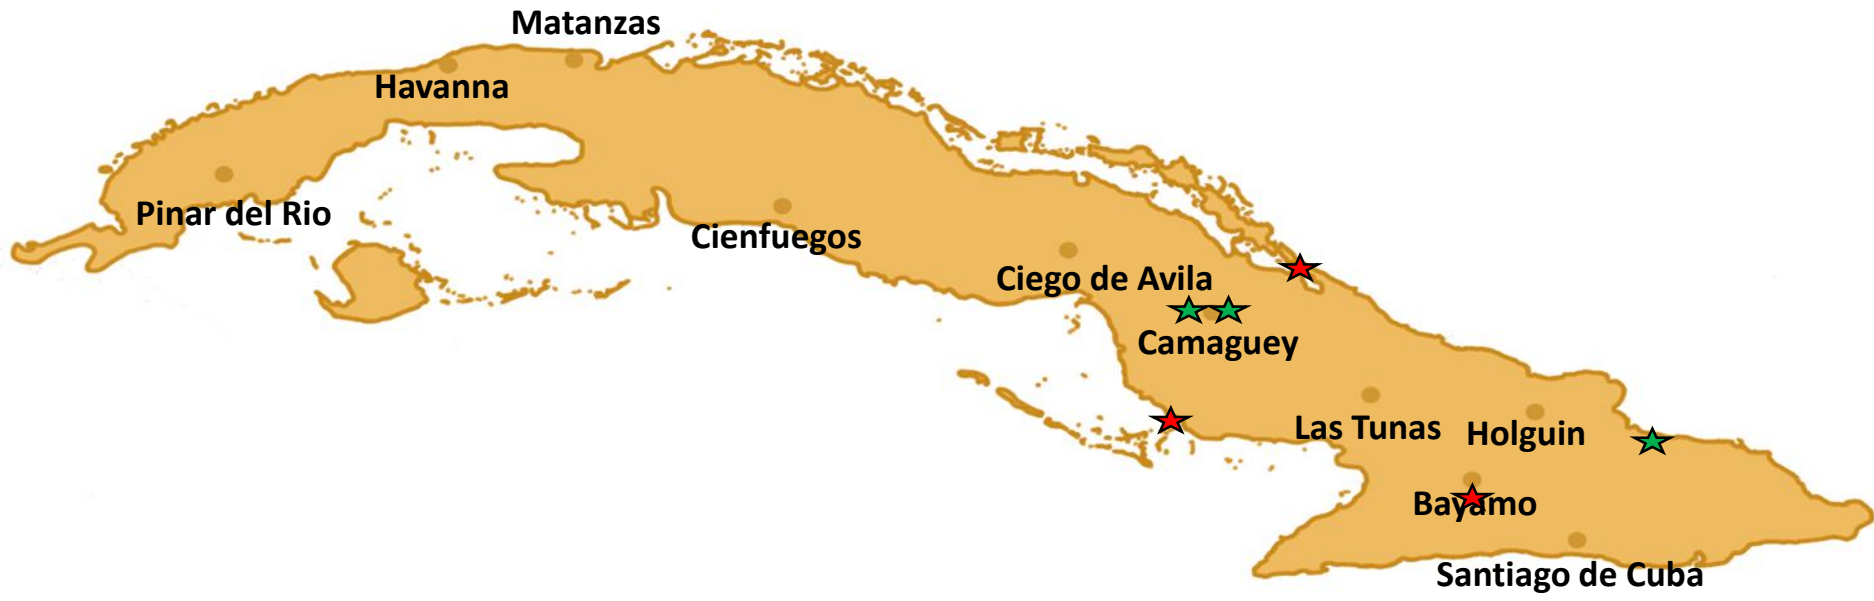 Matanzas
Havanna
Pinar del Rio
Cienfuegos
Ciego de Avila
Camaguey
Las Tunas
Holguin
Bayamo
Santiago de Cuba